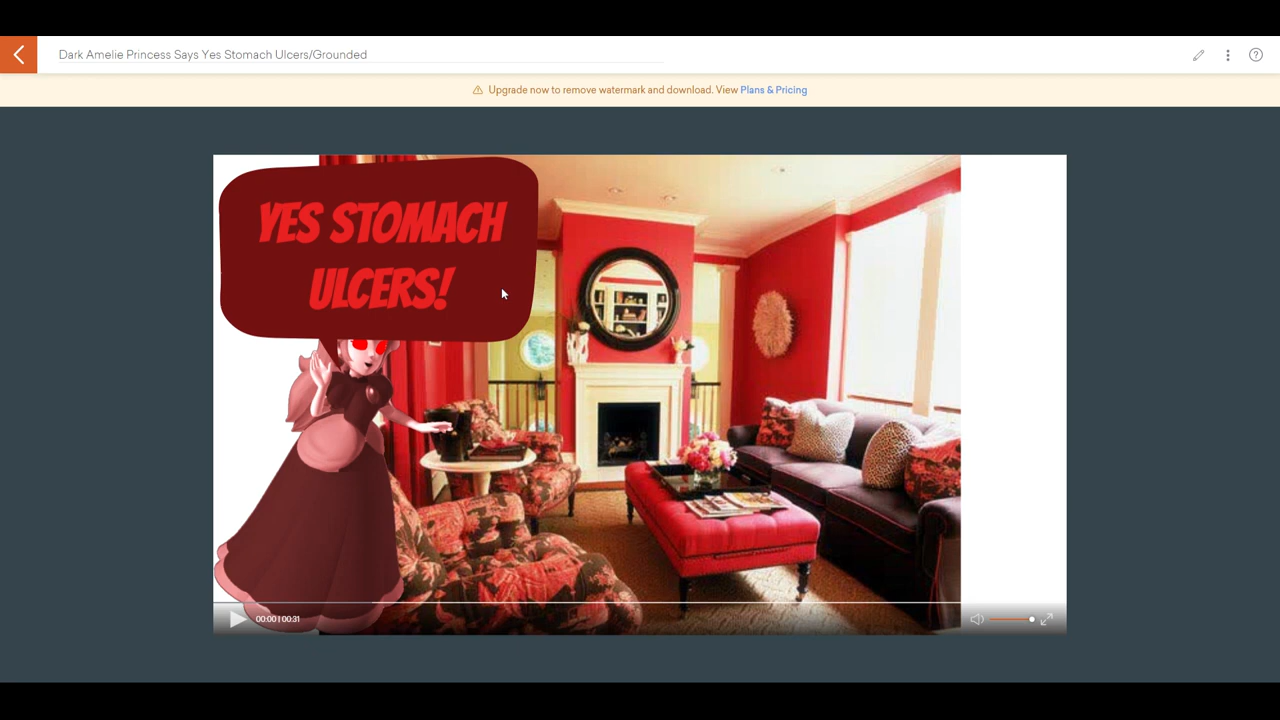 Dark Amelie Princess Says Yes Stomach Ulcers/Grounded
Upgrade now to remove watermark and download. View Plans & Pricing
YES STOMACH
ULCERS!
00:00 | 00:31